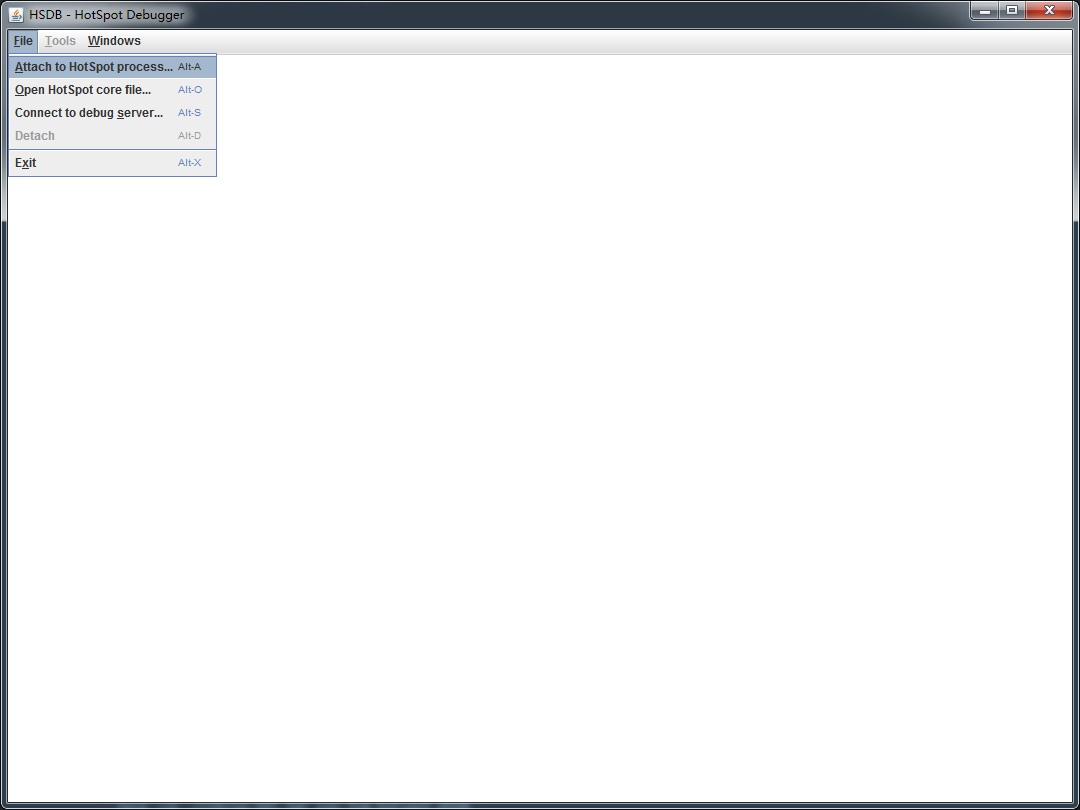 HSDB - HotSpot Debugger
File Tools Windows
Attach to HotSpot process... Alt-A
Open HotSpot core file... Alt-O
Connect to debug server... Alt-S
Detach Alt-D
Exit Alt-X